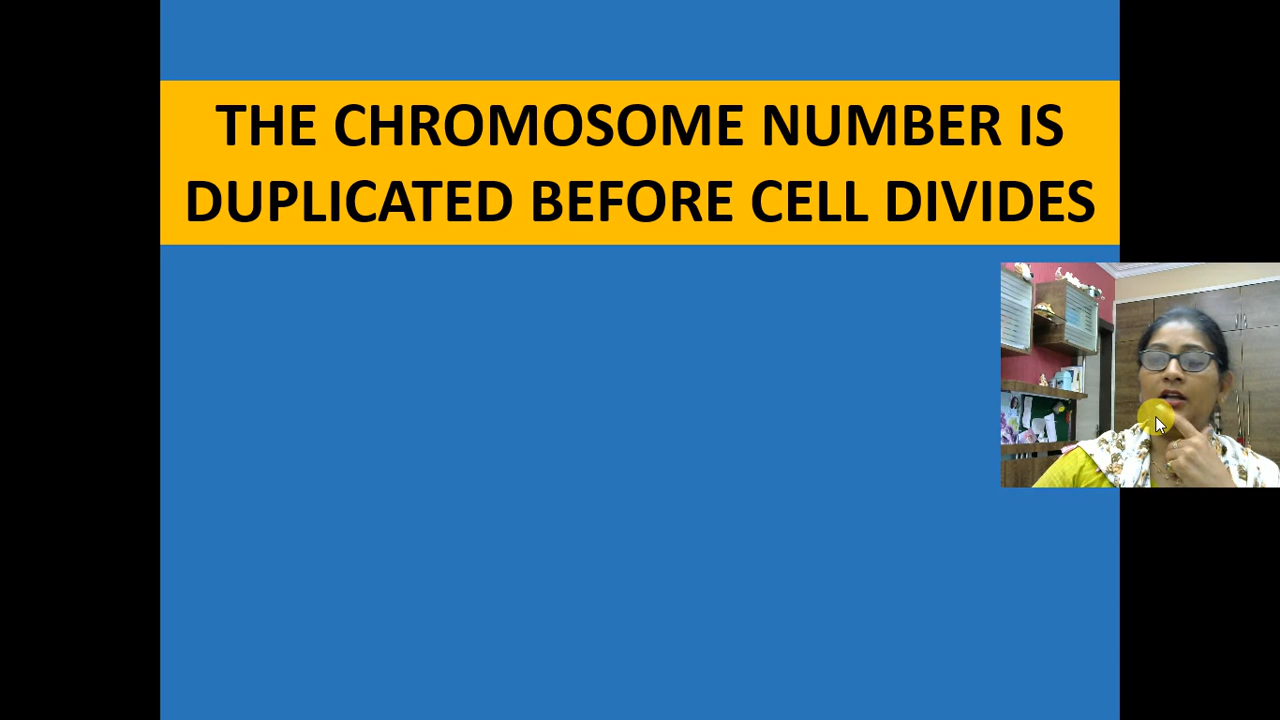 THE CHROMOSOME NUMBER IS
DUPLICATED BEFORE CELL DIVIDES